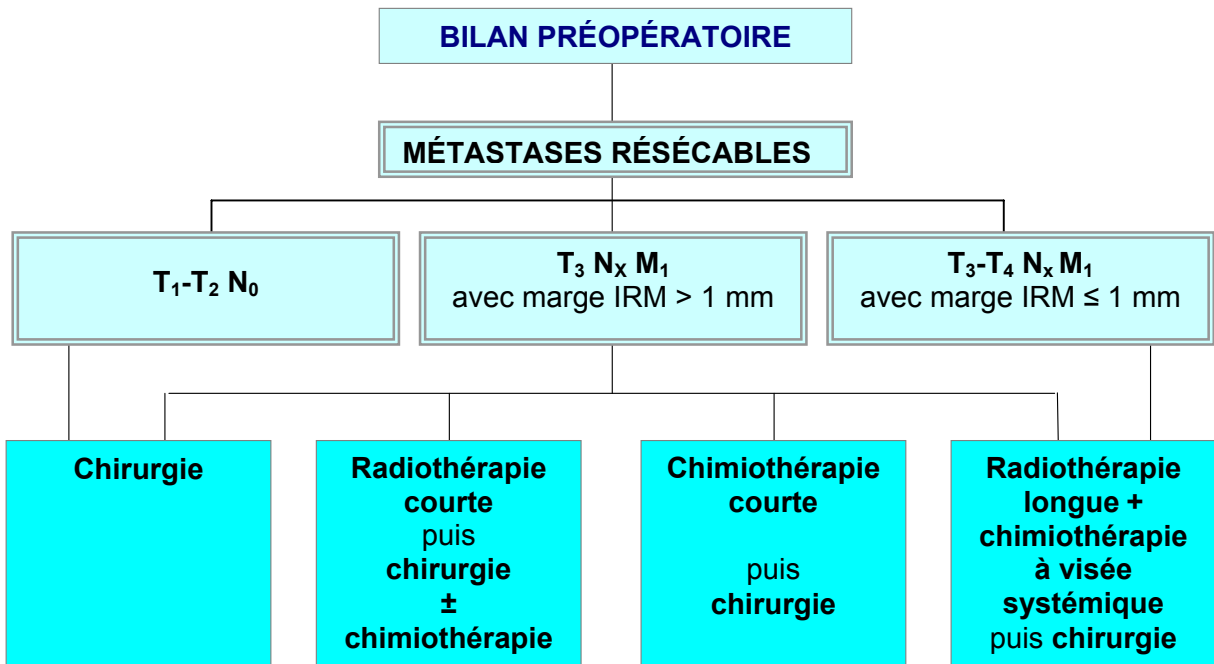 BILAN PRÉOPÉRATOIRE
MÉTASTASES RÉSÉCABLES
T₁-T₂ N₀
T₃ N_X M₁
avec marge IRM > 1 mm
T₃-T₄ Nₓ M₁
avec marge IRM ≤ 1 mm
Chirurgie
Radiothérapie
courte
puis
chirurgie
±
chimiothérapie
Chimiothérapie
courte
puis
chirurgie
Radiothérapie
longue +
chimiothérapie
à visée
systémique
puis chirurgie